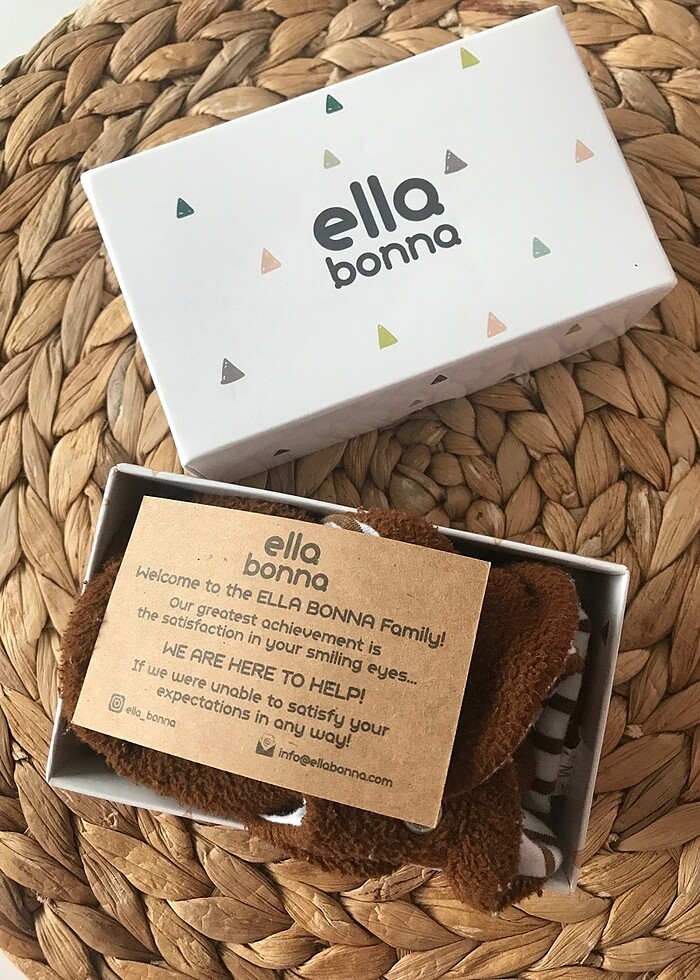 ella
bonna
ella
bonna
Welcome to the ELLA BONNA Family!
Our greatest achievement is
the satisfaction in your smiling eyes...
WE ARE HERE TO HELP!
If we were unable to satisfy your
expectations in any way!
ella_bonna
info@ellabonna.com